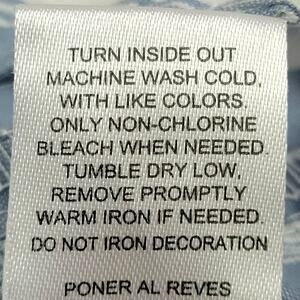 TURN INSIDE OUT
MACHINE WASH COLD,
WITH LIKE COLORS.
ONLY NON-CHLORINE
BLEACH WHEN NEEDED.
TUMBLE DRY LOW,
REMOVE PROMPTLY
WARM IRON IF NEEDED.
DO NOT IRON DECORATION
PONER AL REVES